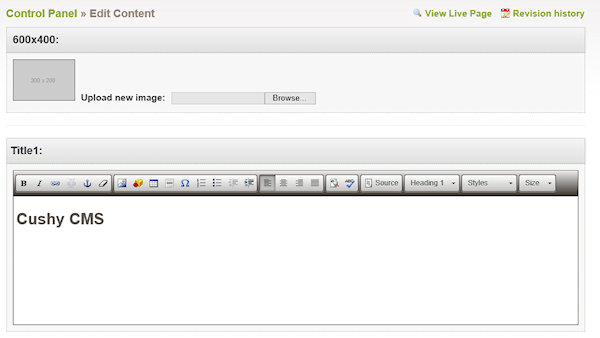 Control Panel » Edit Content
View Live Page
Revision history
600x400:
300 x 200
Upload new image:
Browse...
Title1:
B I
Source
Heading 1
Styles
Size
Cushy CMS